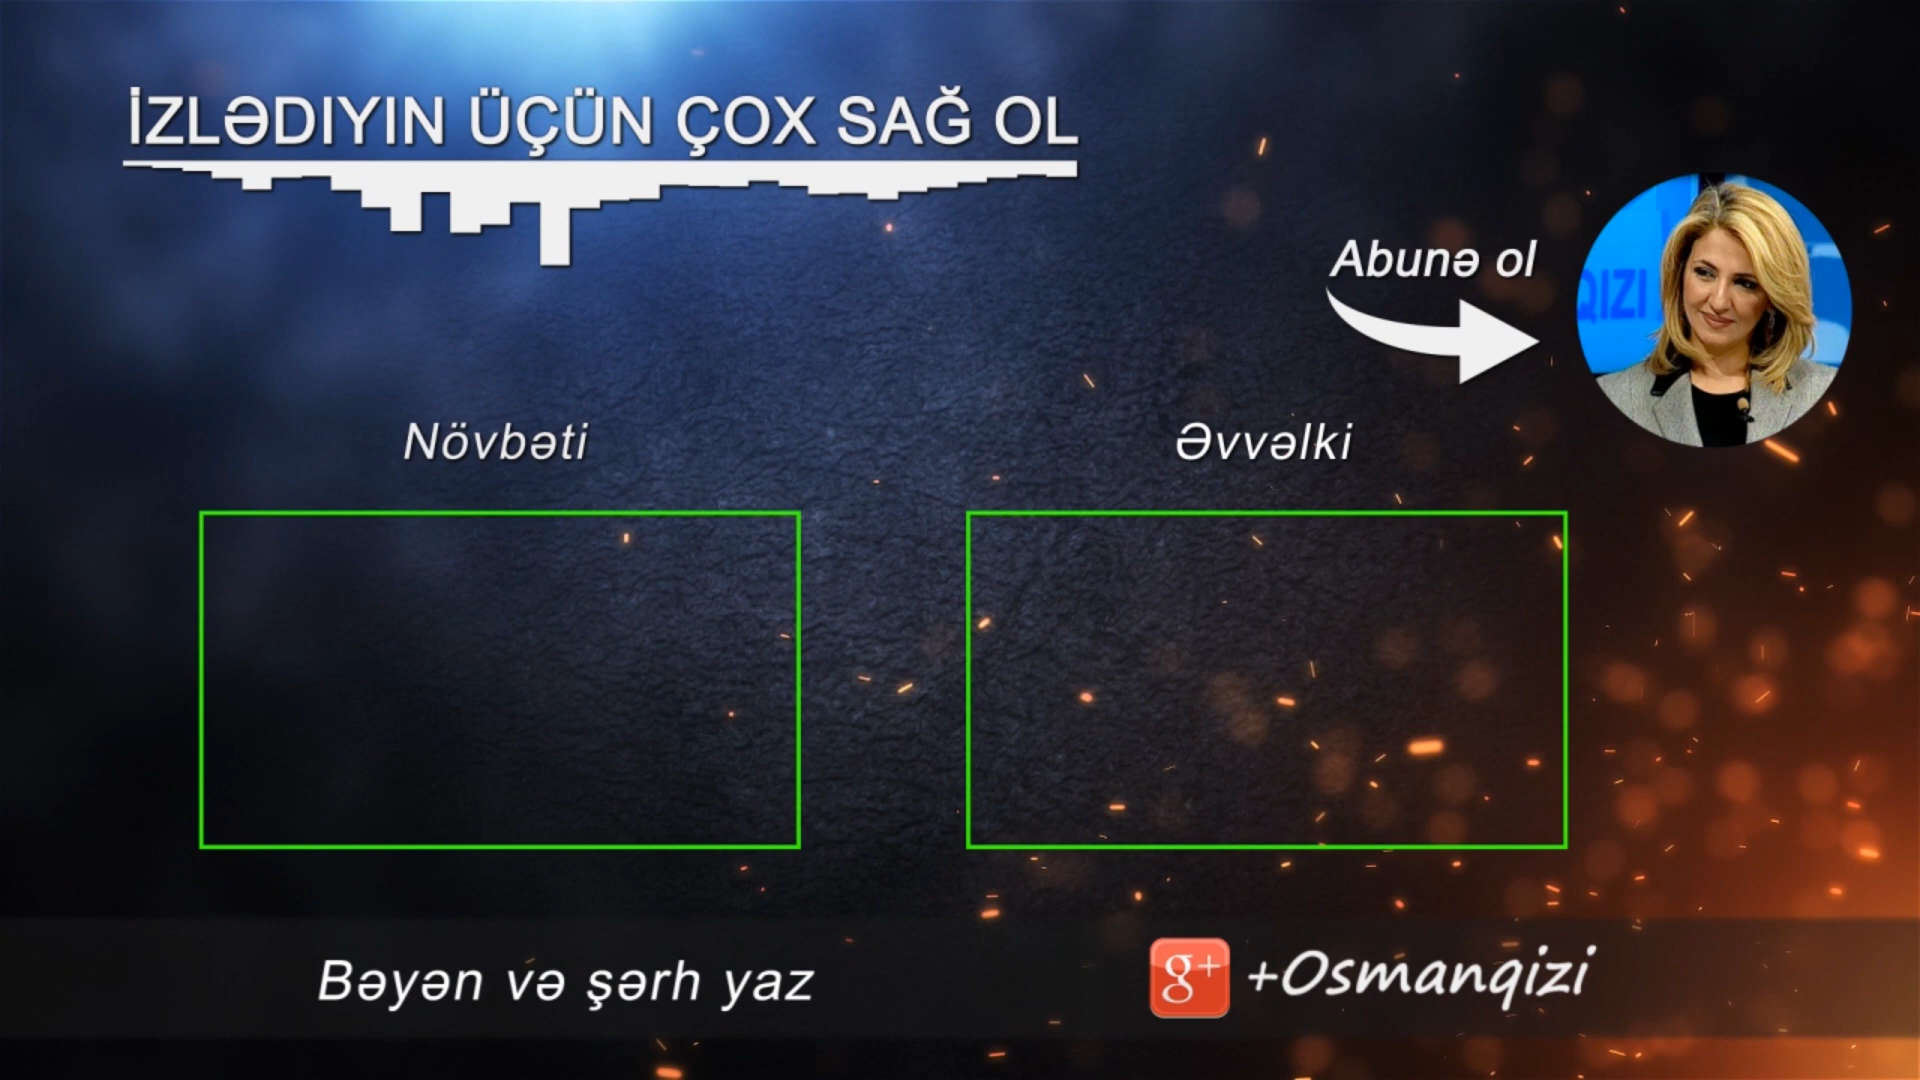 İZLƏDIYIN ÜÇÜN ÇOX SAĞ OL
Abunə ol
QIZI
Növbəti
Əvvəlki
Bəyən və şərh yaz
g+ +Osmanqizi